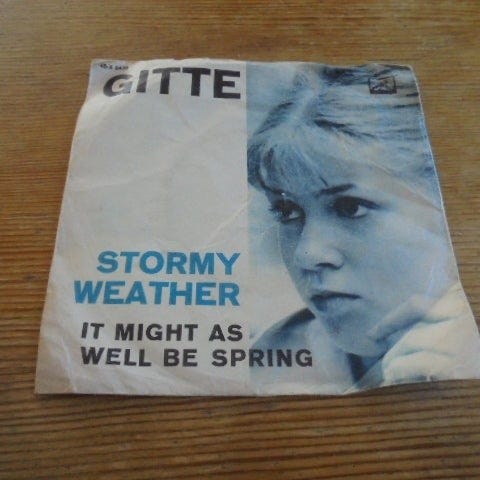 GITTE
STORMY
WEATHER
IT MIGHT AS
WELL BE SPRING